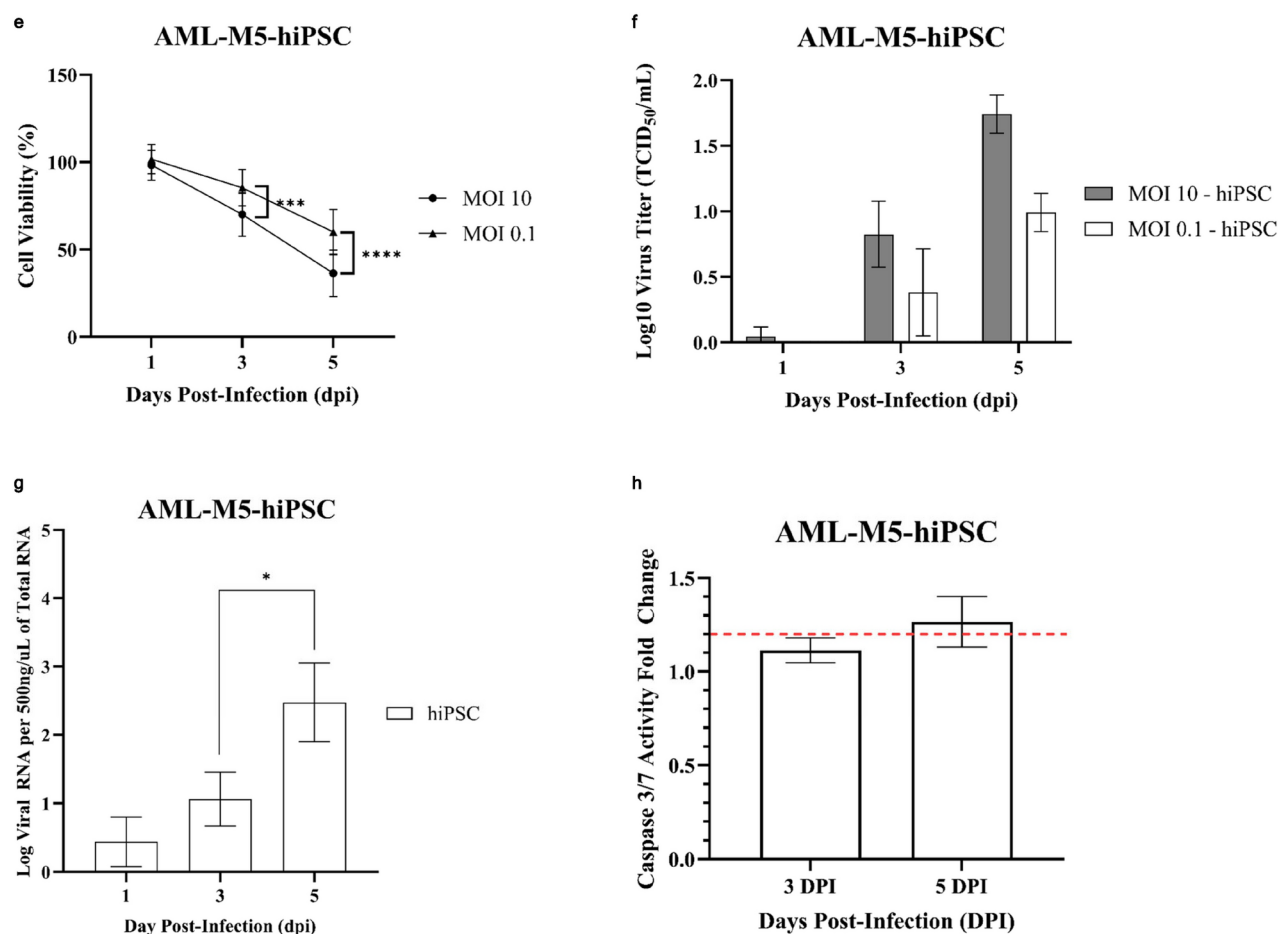 e
AML-M5-hiPSC
Cell Viability (%)
150
100
50
0
***
****
MOI 10
MOI 0.1
1 3 5
Days Post-Infection (dpi)
f
AML-M5-hiPSC
Log10 Virus Titer (TCID50/mL)
2.0
1.5
1.0
0.5
0.0
MOI 10 - hiPSC
MOI 0.1 - hiPSC
1 3 5
Days Post-Infection (dpi)
g
AML-M5-hiPSC
Log Viral RNA per 500ng/uL of Total RNA
5
4
3
2
1
0
*
hiPSC
1 3 5
Day Post-Infection (dpi)
h
AML-M5-hiPSC
Caspase 3/7 Activity Fold Change
1.5
1.0
0.5
0.0
3 DPI 5 DPI
Days Post-Infection (DPI)